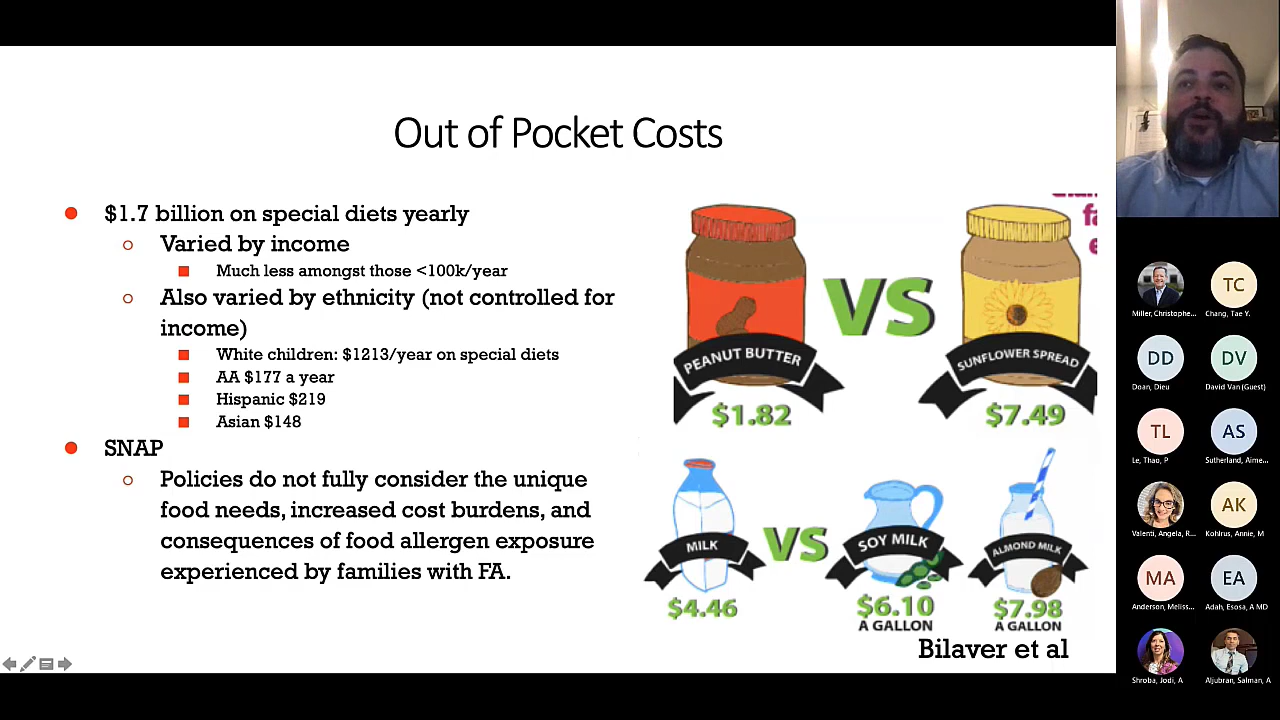 Out of Pocket Costs
$1.7 billion on special diets yearly
Varied by income
Much less amongst those <100k/year
Also varied by ethnicity (not controlled for
income)
White children: $1213/year on special diets
AA $177 a year
Hispanic $219
Asian $148
SNAP
Policies do not fully consider the unique
food needs, increased cost burdens, and
consequences of food allergen exposure
experienced by families with FA.
fa
e
PEANUT BUTTER
VS
SUNFLOWER SPREAD
$1.82
$7.49
MILK
VS
SOY MILK
ALMOND MILK
$4.46
$6.10
A GALLON
$7.98
A GALLON
Bilaver et al
Miller, Christophe...
TC
Chang, Tae Y.
DD
Doan, Dieu
DV
David Van (Guest)
TL
Le, Thao, P
AS
Sutherland, Aime...
Valenti, Angela, R...
AK
Kohirus, Annie, M
MA
Anderson, Meliss...
EA
Adah, Esosa, A MD
Shroba, Jodi, A
Aljubran, Salman, A